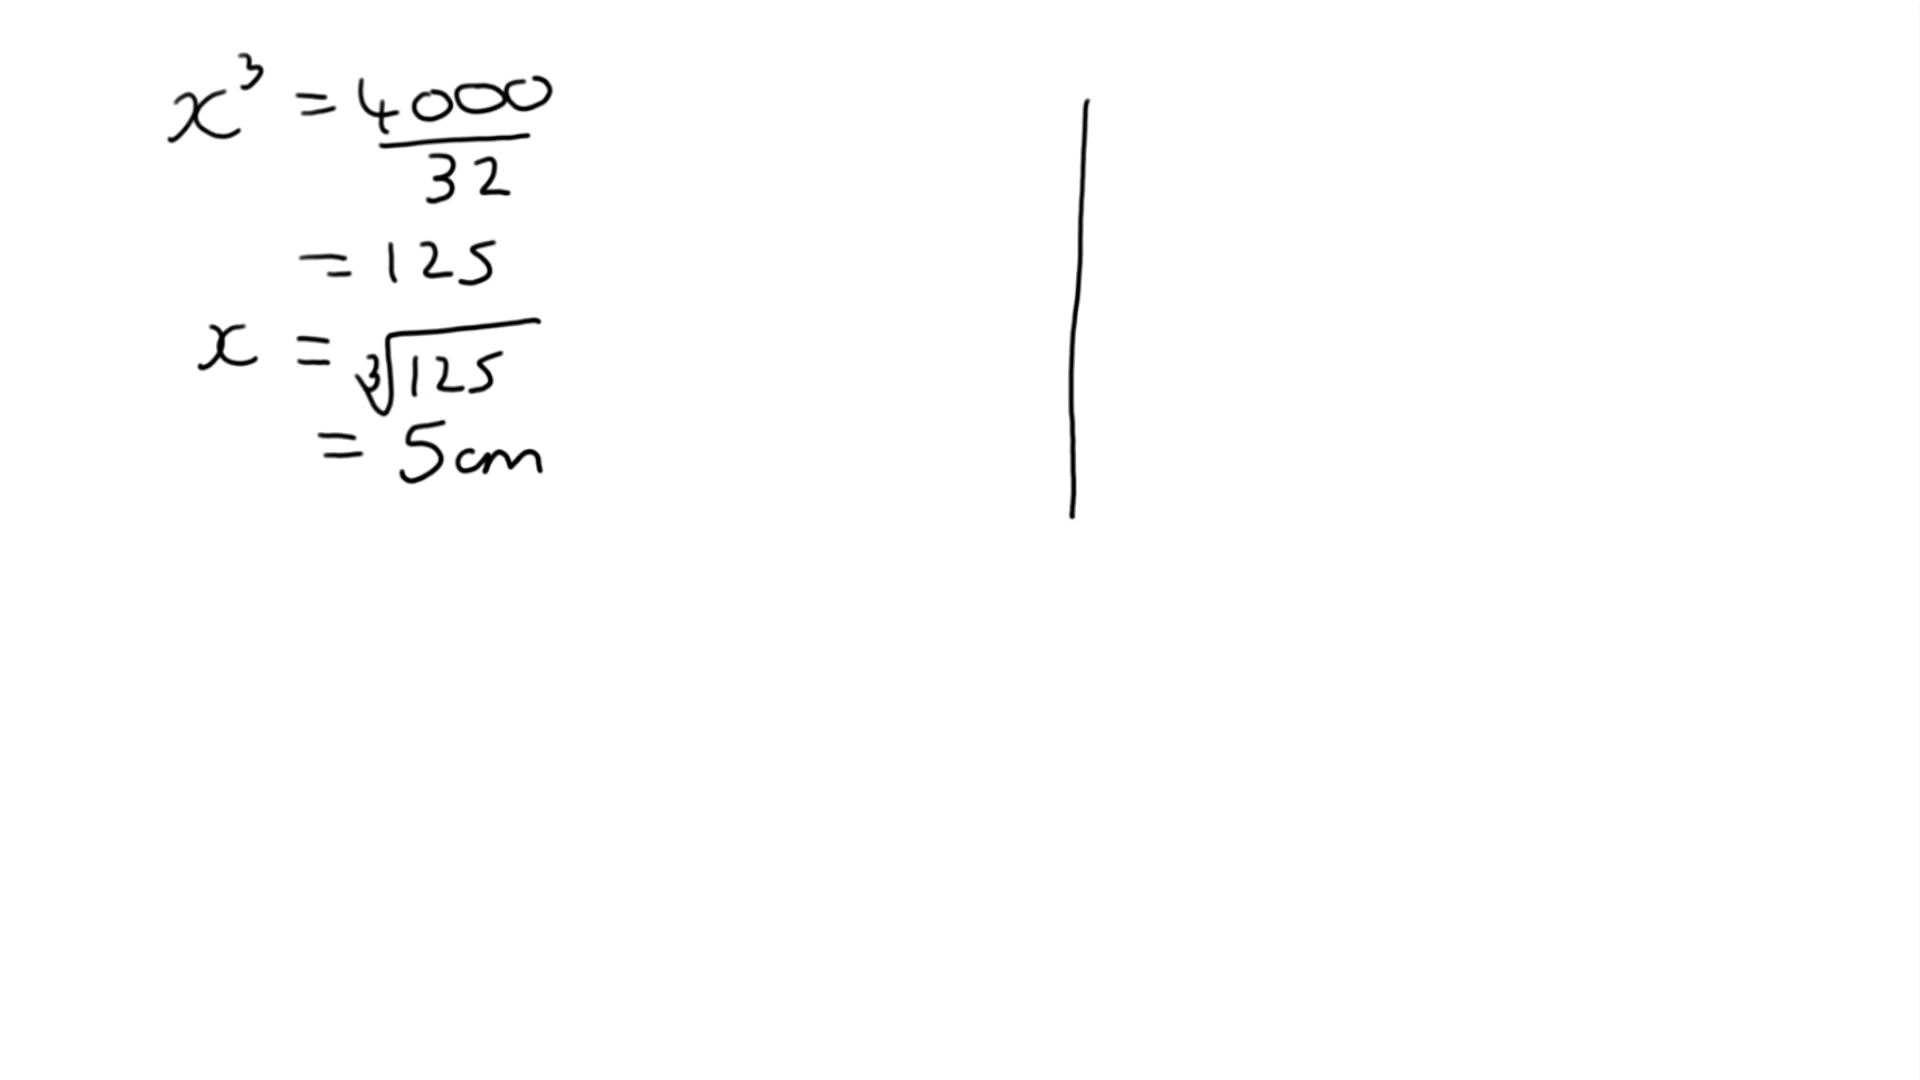 x³ = 4000/32
= 125
x = ∛125
= 5cm